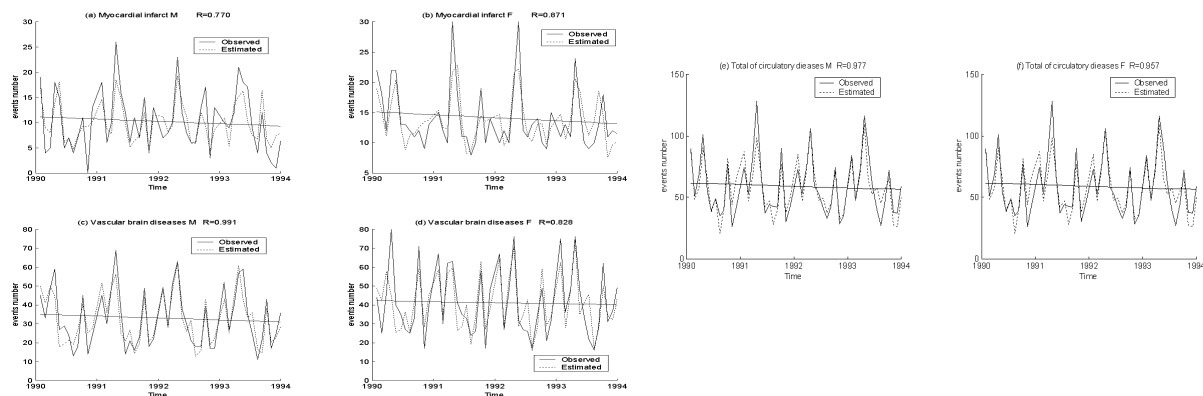 (a) Myocardial infarct M R=0.770
30
25
20
15
10
5
0
events number
Observed
Estimated
1990 1991 1992 1993 1994
Time
(b) Myocardial infarct F R=0.871
30
25
20
15
10
5
events number
Observed
Estimated
1990 1991 1992 1993 1994
Time
(c) Vascular brain diseases M R=0.991
80
70
60
50
40
30
20
10
0
events number
Observed
Estimated
1990 1991 1992 1993 1994
Time
(d) Vascular brain diseases F R=0.828
80
70
60
50
40
30
20
10
0
events number
Observed
Estimated
1990 1991 1992 1993 1994
Time
(e) Total of circulatory dieases M R=0.977
150
100
50
0
events number
Observed
Estimated
1990 1991 1992 1993 1994
Time
(f) Total of circulatory dieases F R=0.957
150
100
50
0
events number
Observed
Estimated
1990 1991 1992 1993 1994
Time